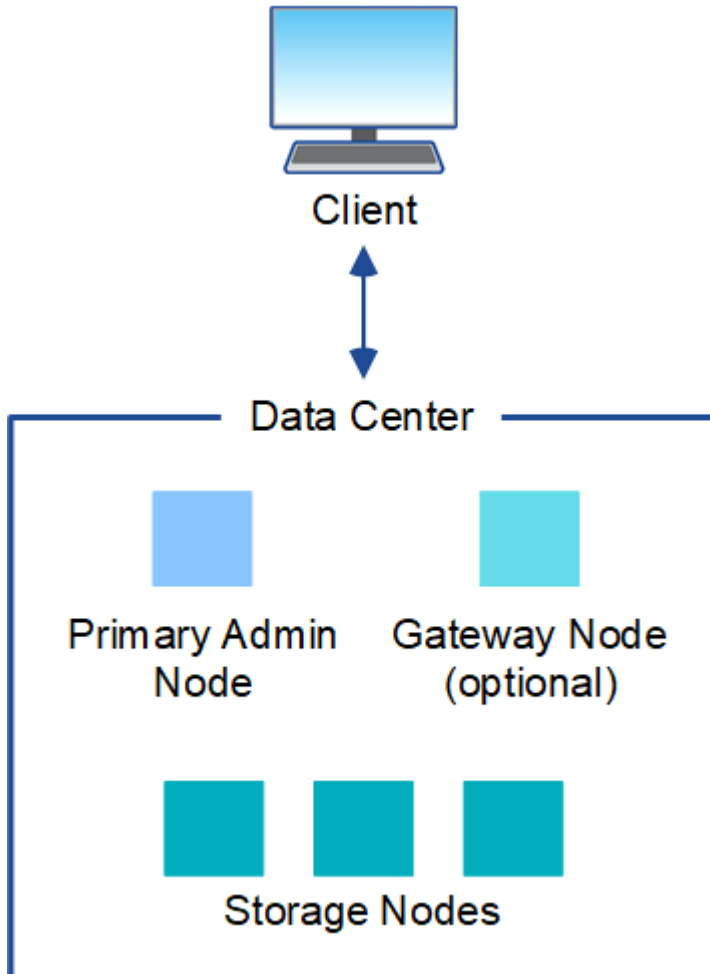 Client
Data Center
Primary Admin
Node
Gateway Node
(optional)
Storage Nodes